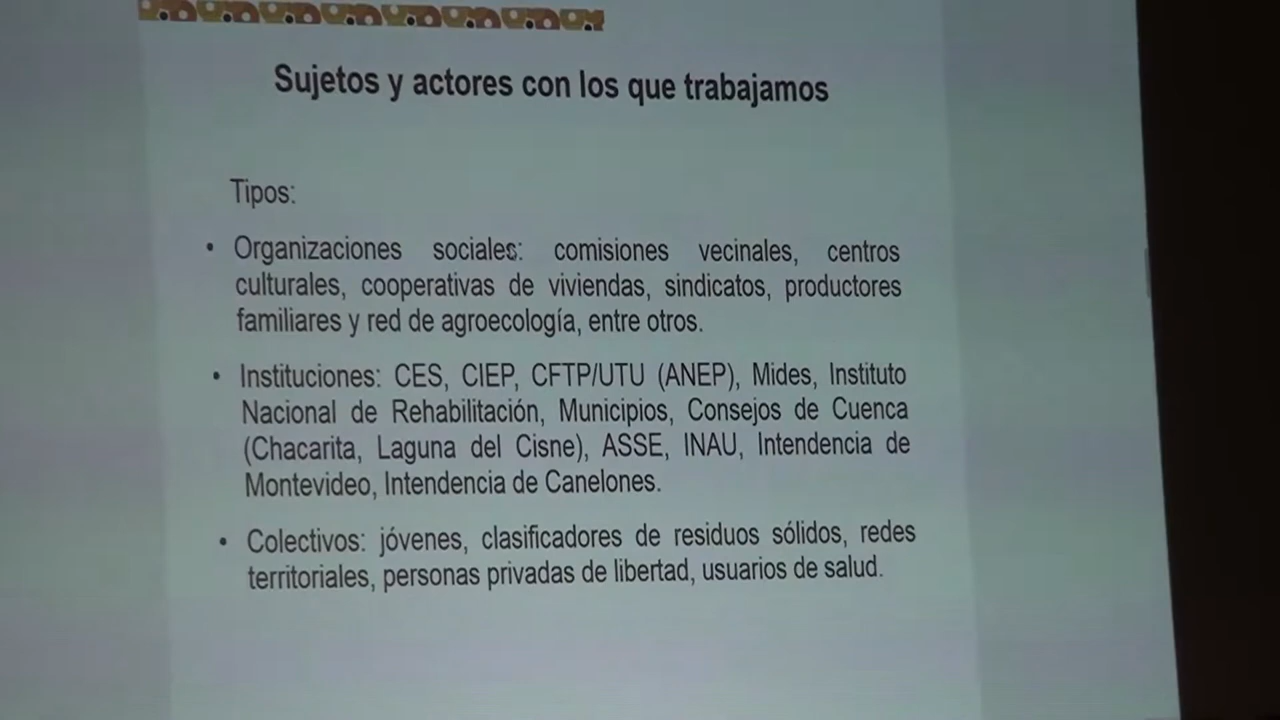 Sujetos y actores con los que trabajamos
Tipos:
• Organizaciones sociales: comisiones vecinales, centros
culturales, cooperativas de viviendas, sindicatos, productores
familiares y red de agroecología, entre otros.
• Instituciones: CES, CIEP, CFTP/UTU (ANEP), Mides, Instituto
Nacional de Rehabilitación, Municipios, Consejos de Cuenca
(Chacarita, Laguna del Cisne), ASSE, INAU, Intendencia de
Montevideo, Intendencia de Canelones.
• Colectivos: jóvenes, clasificadores de residuos sólidos, redes
territoriales, personas privadas de libertad, usuarios de salud.